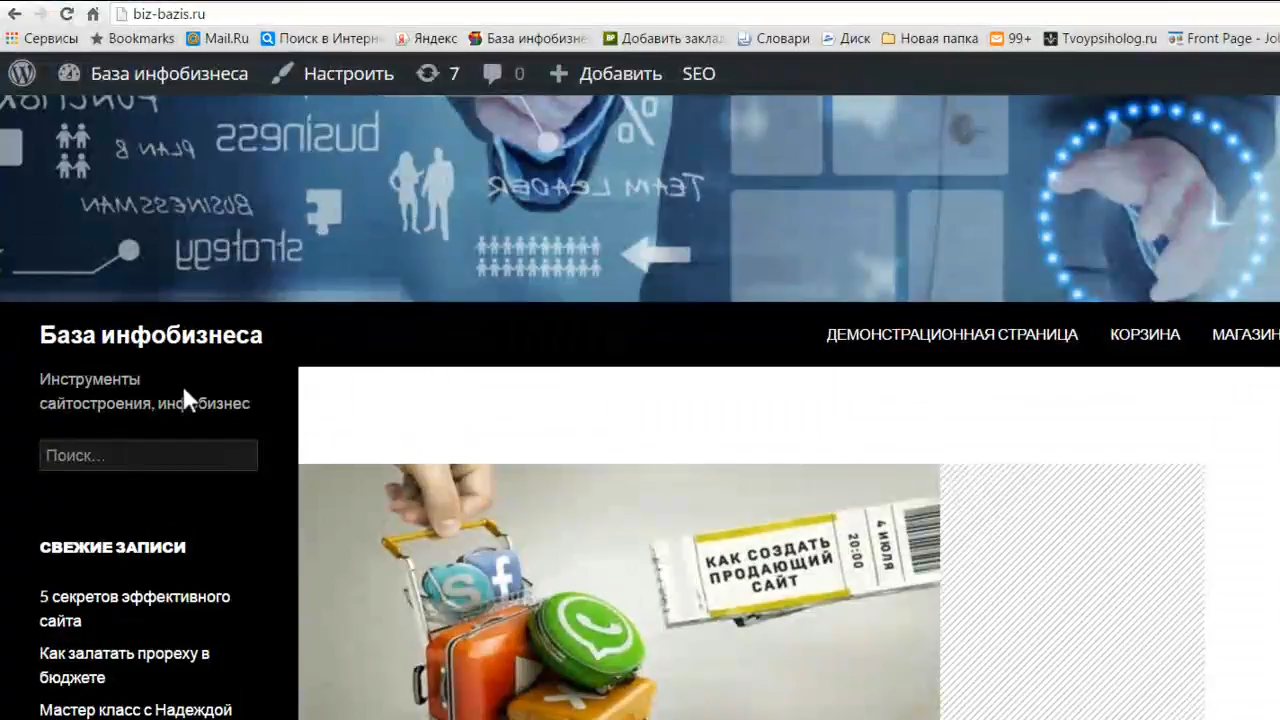 biz-bazis.ru
Сервисы Bookmarks Mail.Ru Поиск в Интерн Яндекс База инфобизне Добавить заклад Словари Диск Новая папка 99+ Tvoypsiholog.ru Front Page - Jo
База инфобизнеса Настроить 7 0 Добавить SEO
FUNCTION
business
%
PLAN B
TEAM LEADER
BUSINESSMAN
strategy
База инфобизнеса
ДЕМОНСТРАЦИОННАЯ СТРАНИЦА КОРЗИНА МАГАЗИН
Инструменты
сайтостроения, инфобизнес
Поиск...
СВЕЖИЕ ЗАПИСИ
5 секретов эффективного
сайта
Как залатать прореху в
бюджете
Мастер класс с Надеждой
КАК СОЗДАТЬ
ПРОДАЮЩИЙ
САЙТ
20:00
4 ИЮЛЯ